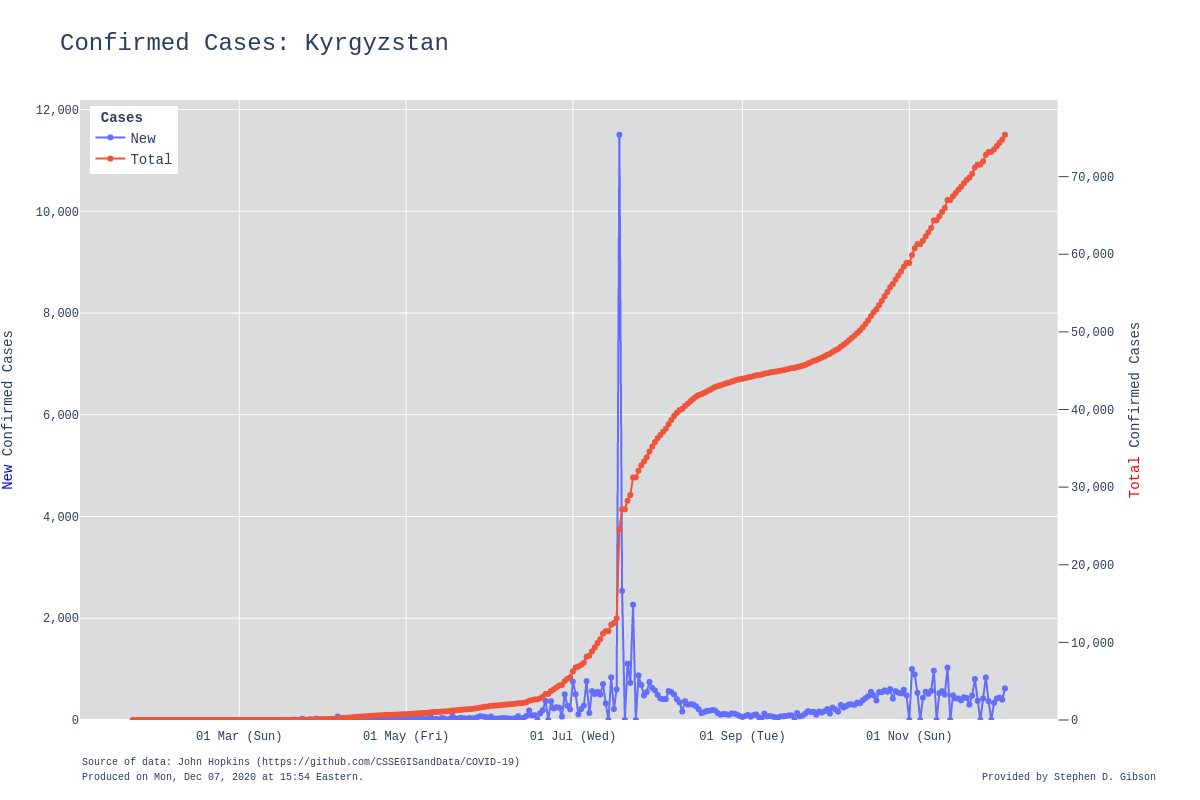 Confirmed Cases: Kyrgyzstan
Cases
New
Total
12,000
10,000
8,000
6,000
4,000
2,000
0
New Confirmed Cases
70,000
60,000
50,000
40,000
30,000
20,000
10,000
0
Total Confirmed Cases
01 Mar (Sun) 01 May (Fri) 01 Jul (Wed) 01 Sep (Tue) 01 Nov (Sun)
Source of data: John Hopkins (https://github.com/CSSEGISandData/COVID-19)
Produced on Mon, Dec 07, 2020 at 15:54 Eastern.
Provided by Stephen D. Gibson